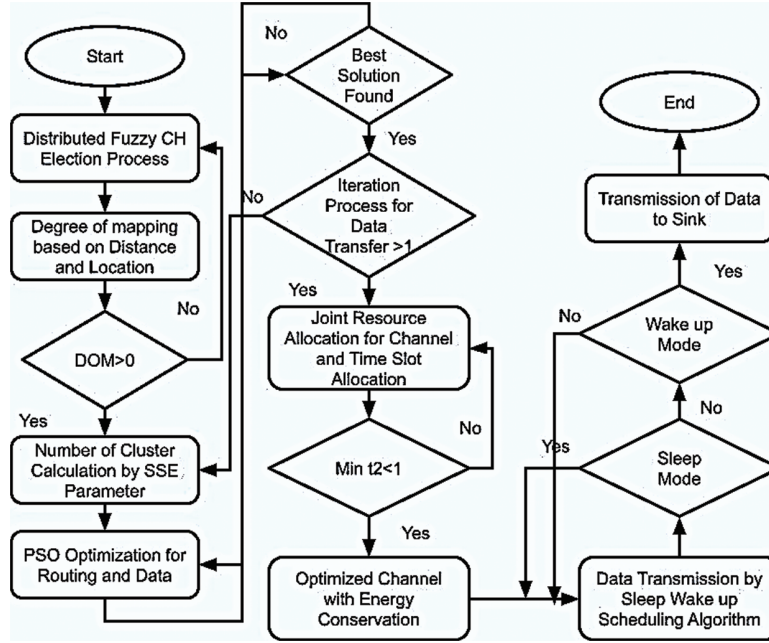 Start
Distributed Fuzzy CH
Election Process
Degree of mapping
based on Distance
and Location
No
DOM>0
Yes
Number of Cluster
Calculation by SSE
Parameter
PSO Optimization for
Routing and Data
No
Best
Solution
Found
Yes
No
Iteration
Process for
Data
Transfer >1
Yes
Joint Resource
Allocation for Channel
and Time Slot
Allocation
No
Min t2<1
Yes
Optimized Channel
with Energy
Conservation
End
Transmission of Data
to Sink
Yes
No
Wake up
Mode
No
Yes
Sleep
Mode
Data Transmission by
Sleep Wake up
Scheduling Algorithm